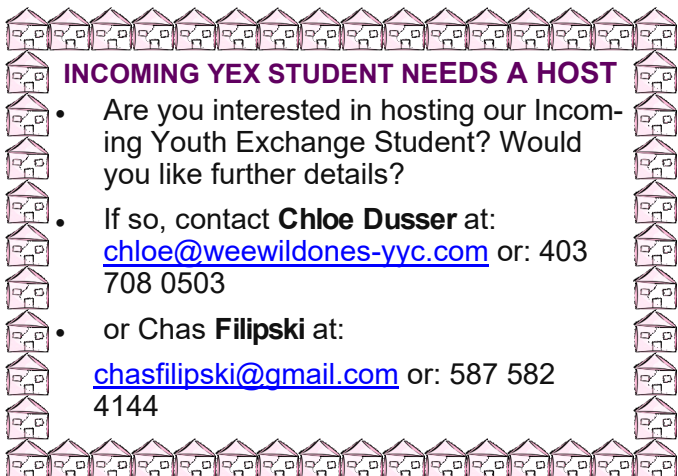 INCOMING YEX STUDENT NEEDS A HOST
• Are you interested in hosting our Incom-
ing Youth Exchange Student? Would
you like further details?
• If so, contact Chloe Dusser at:
chloe@weewildones-yyc.com or: 403
708 0503
• or Chas Filipski at:
chasfilipski@gmail.com or: 587 582
4144